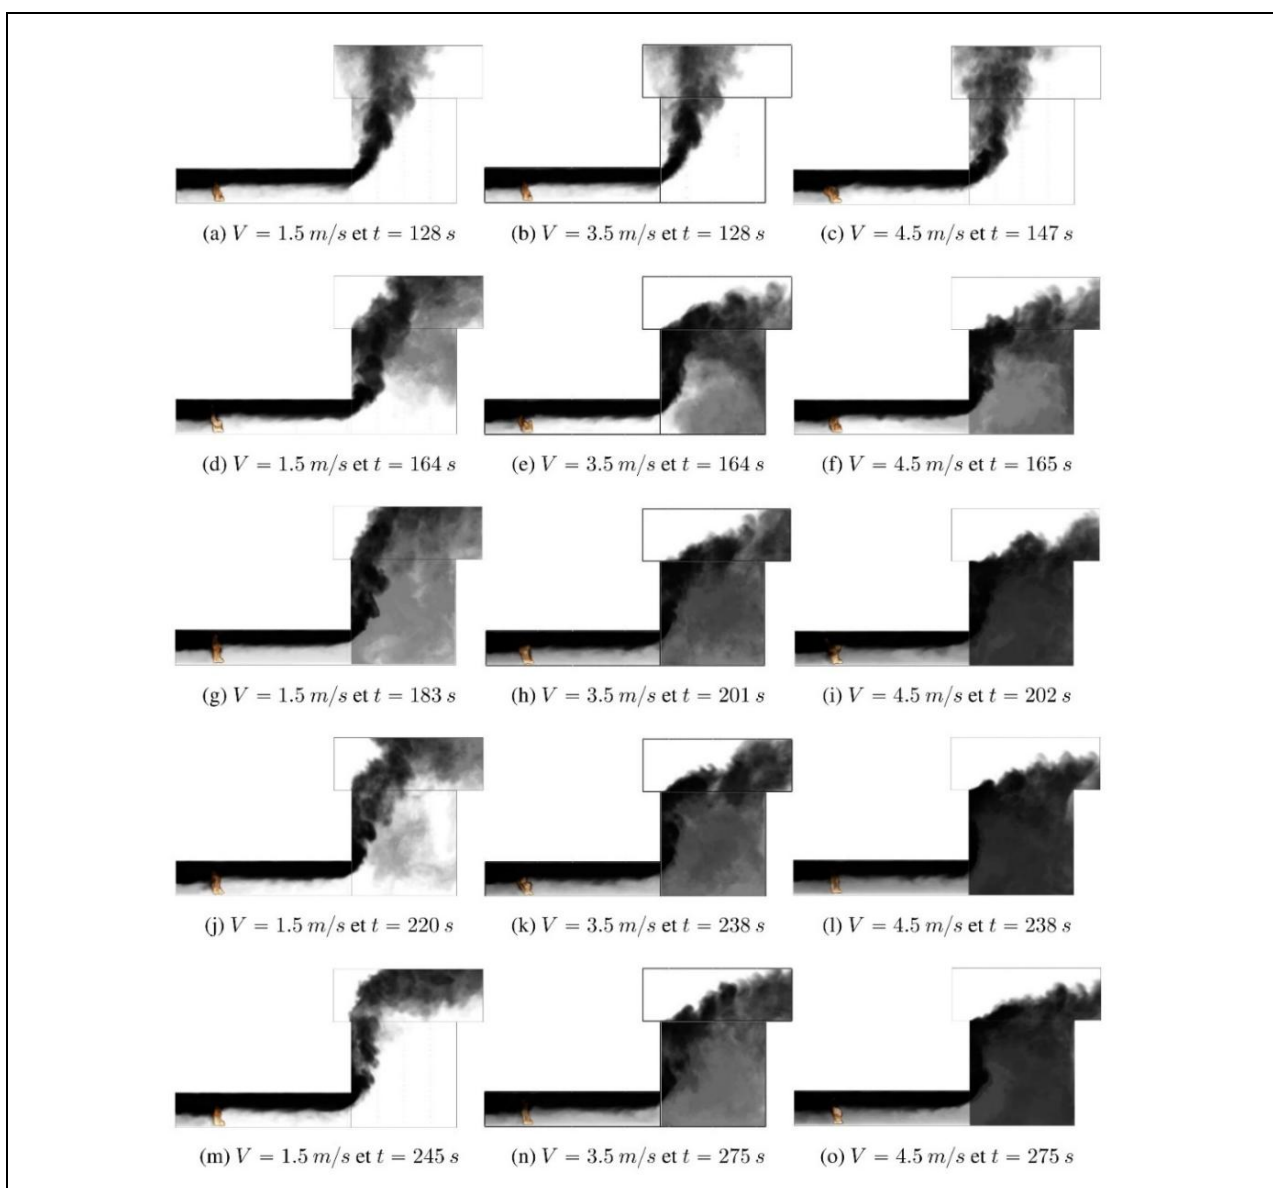 (a) V = 1.5 m/s et t = 128 s
(b) V = 3.5 m/s et t = 128 s
(c) V = 4.5 m/s et t = 147 s
(d) V = 1.5 m/s et t = 164 s
(e) V = 3.5 m/s et t = 164 s
(f) V = 4.5 m/s et t = 165 s
(g) V = 1.5 m/s et t = 183 s
(h) V = 3.5 m/s et t = 201 s
(i) V = 4.5 m/s et t = 202 s
(j) V = 1.5 m/s et t = 220 s
(k) V = 3.5 m/s et t = 238 s
(l) V = 4.5 m/s et t = 238 s
(m) V = 1.5 m/s et t = 245 s
(n) V = 3.5 m/s et t = 275 s
(o) V = 4.5 m/s et t = 275 s